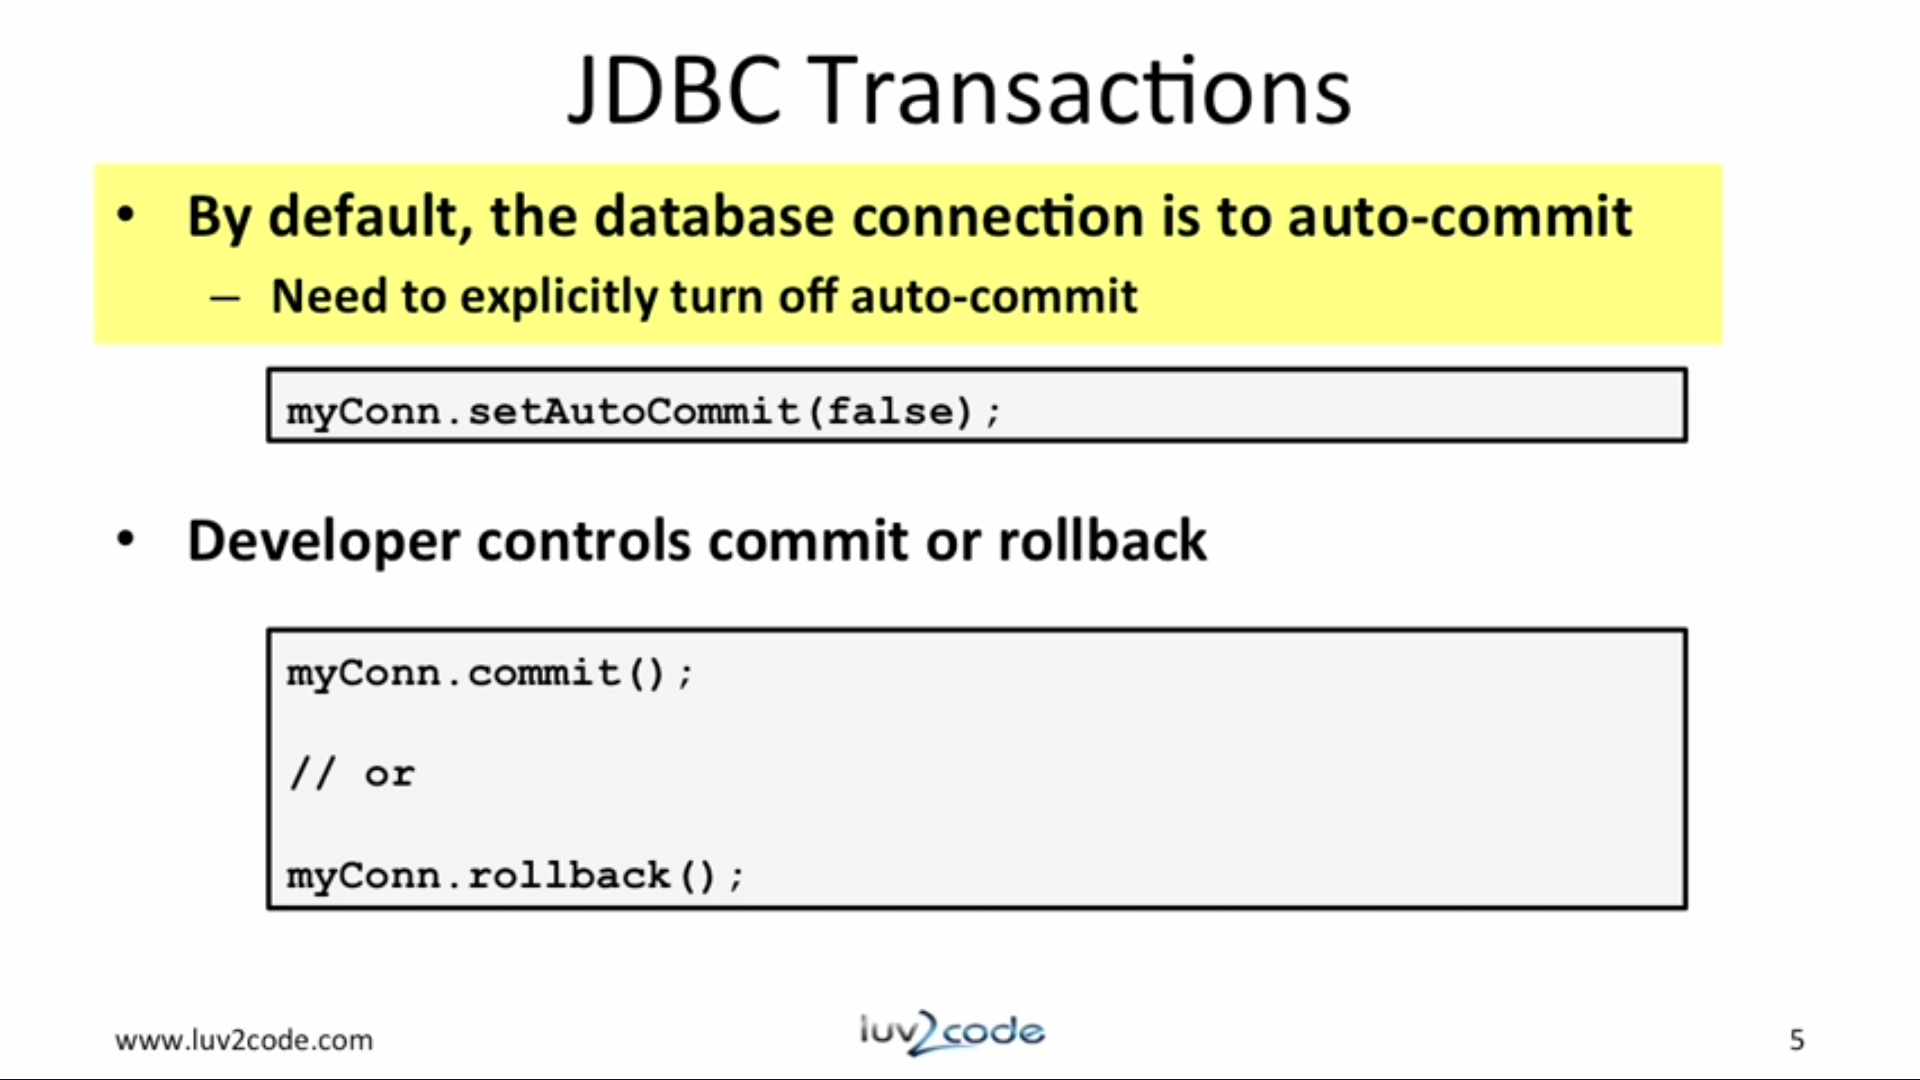 JDBC Transactions
• By default, the database connection is to auto-commit
– Need to explicitly turn off auto-commit
myConn.setAutoCommit(false);
• Developer controls commit or rollback
myConn.commit();
// or
myConn.rollback();
www.luv2code.com
luv2code
5